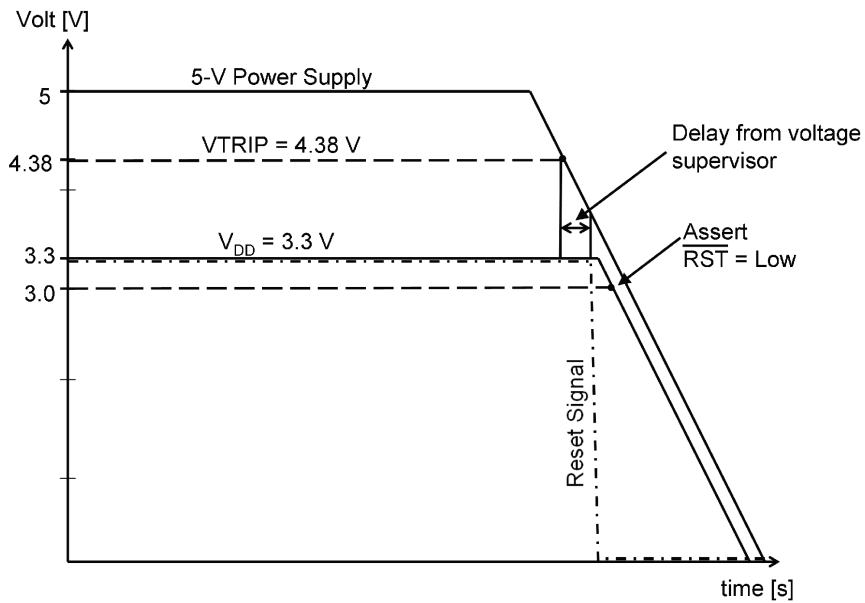 Volt [V]
5-V Power Supply
5
VTRIP = 4.38 V
4.38
Delay from voltage
supervisor
V_DD = 3.3 V
3.3
Assert
R̅S̅T̅ = Low
3.0
Reset Signal
time [s]